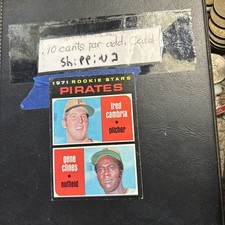 10 cents per add. Card
Shipping
1971 ROOKIE STARS
PIRATES
fred
cambria
pitcher
gene
clines
outfield